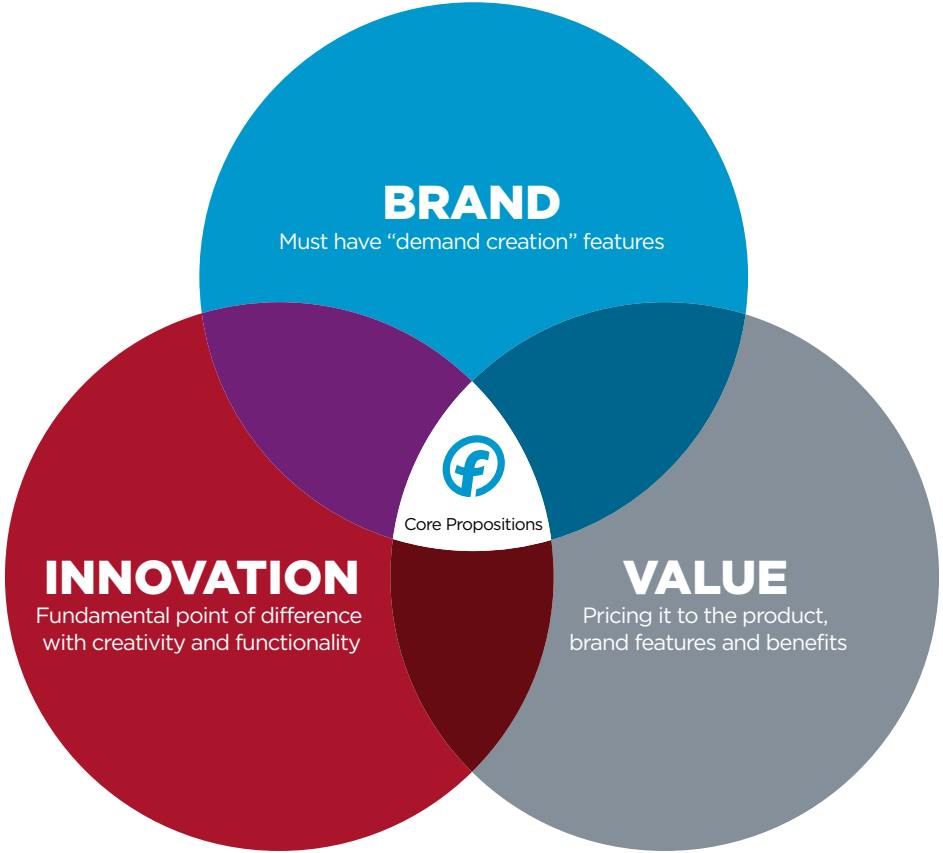 BRAND
Must have “demand creation” features
f
Core Propositions
INNOVATION
Fundamental point of difference
with creativity and functionality
VALUE
Pricing it to the product,
brand features and benefits